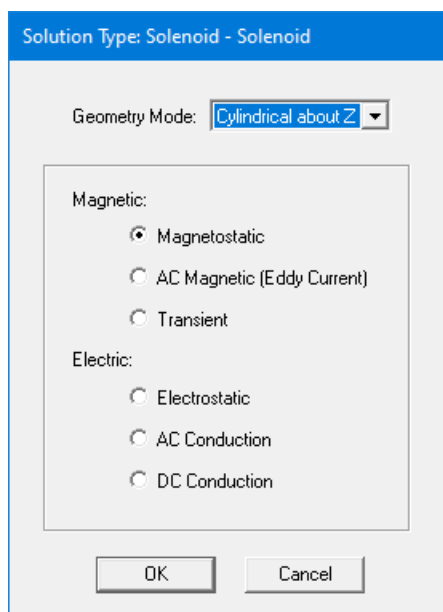 Solution Type: Solenoid - Solenoid
Geometry Mode: Cylindrical about Z
Magnetic:
Magnetostatic
AC Magnetic (Eddy Current)
Transient
Electric:
Electrostatic
AC Conduction
DC Conduction
OK Cancel